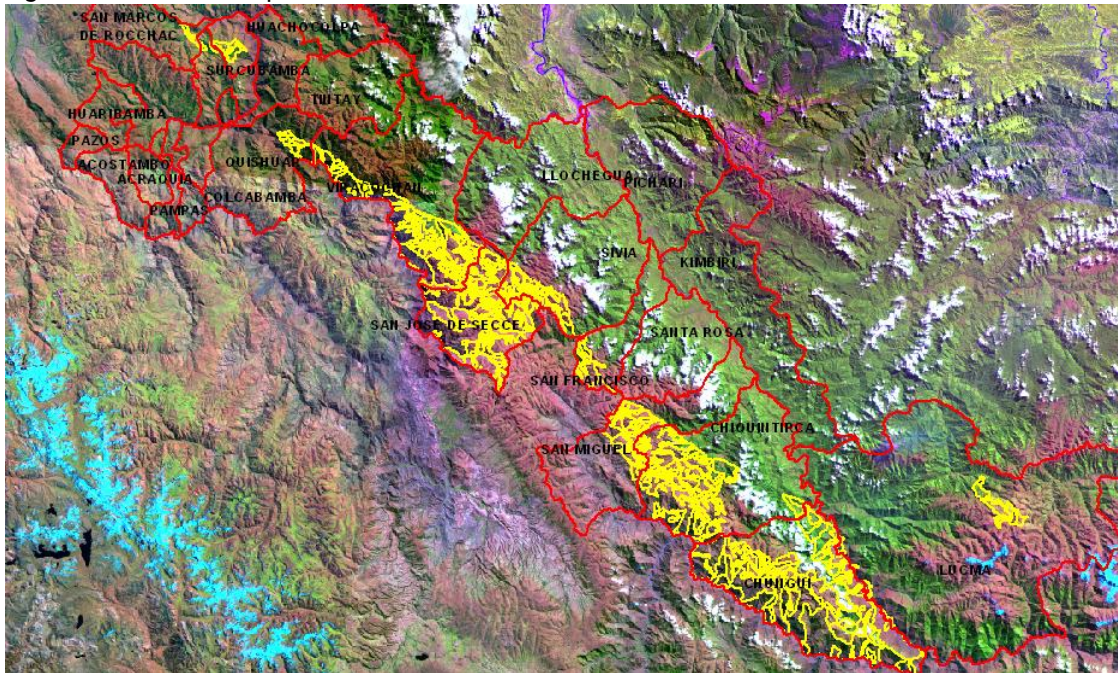 SAN MARCOS
DE ROCCHAC
HUACHOCOLPA
SURCUBAMBA
TINTAY
HUARIBAMBA
PAZOS
ACOSTAMBO
ACRAQUIA
QUISHUAR
COLCABAMBA
PAMPAS
LLOCHEGUA
PICHARI
SIVIA
KIMBIRI
SAN JOSE DE SECCE
SANTA ROSA
SAN FRANCISCO
CHIQUINTIRCA
SAN MIGUEL
CHUNGUI
LUCMA